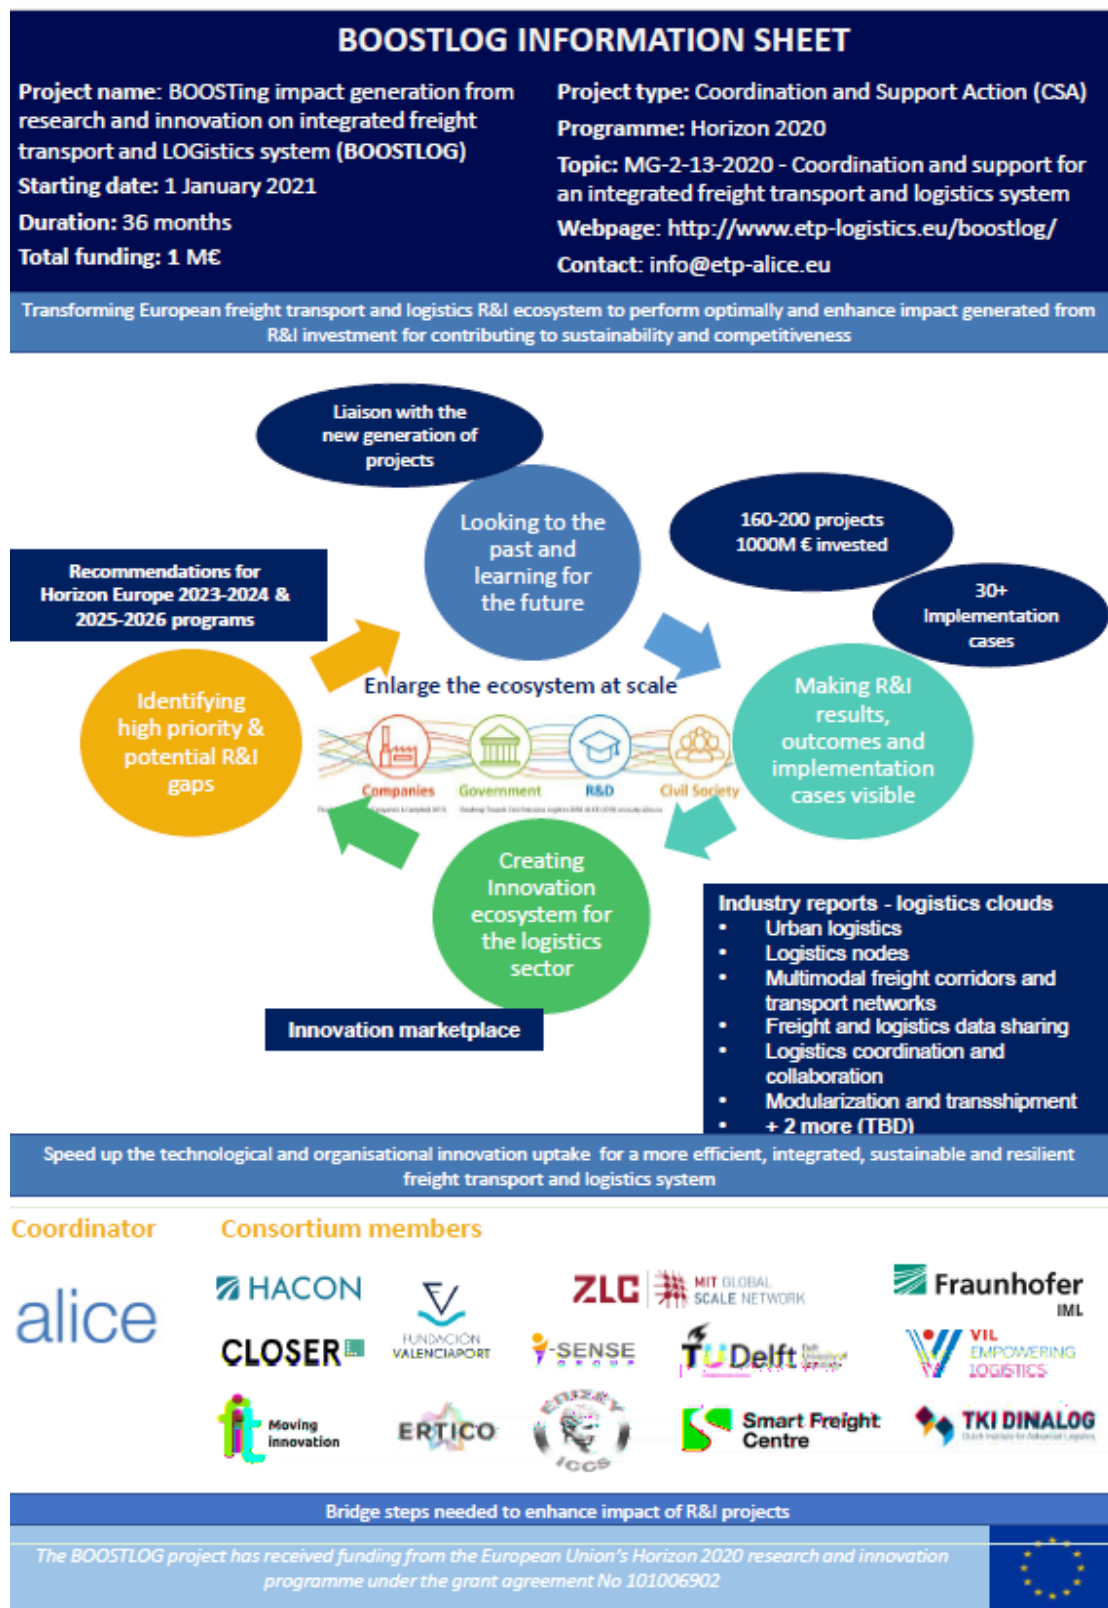 BOOSTLOG INFORMATION SHEET
Project name: BOOSTing impact generation from
research and innovation on integrated freight
transport and LOGistics system (BOOSTLOG)
Starting date: 1 January 2021
Duration: 36 months
Total funding: 1 M€
Project type: Coordination and Support Action (CSA)
Programme: Horizon 2020
Topic: MG-2-13-2020 - Coordination and support for
an integrated freight transport and logistics system
Webpage: http://www.etp-logistics.eu/boostlog/
Contact: info@etp-alice.eu
Transforming European freight transport and logistics R&I ecosystem to perform optimally and enhance impact generated from
R&I investment for contributing to sustainability and competitiveness
Liaison with the
new generation of
projects
Looking to the
past and
learning for
the future
160-200 projects
1000M € invested
30+
Implementation
cases
Recommendations for
Horizon Europe 2023-2024 &
2025-2026 programs
Identifying
high priority &
potential R&I
gaps
Enlarge the ecosystem at scale
Companies
Government
R&D
Civil Society
Making R&I
results,
outcomes and
implementation
cases visible
Creating
Innovation
ecosystem for
the logistics
sector
Innovation marketplace
Industry reports - logistics clouds
• Urban logistics
• Logistics nodes
• Multimodal freight corridors and
transport networks
• Freight and logistics data sharing
• Logistics coordination and
collaboration
• Modularization and transshipment
• + 2 more (TBD)
Speed up the technological and organisational innovation uptake for a more efficient, integrated, sustainable and resilient
freight transport and logistics system
Coordinator
Consortium members
alice
HACON
FUNDACIÓN
VALENCIAPORT
ZLC
MIT GLOBAL
SCALE NETWORK
Fraunhofer
IML
CLOSER
i-SENSE
GROUP
TU Delft
VIL
EMPOWERING
LOGISTICS
it
Moving
innovation
ERTICO
ICCS
Smart Freight
Centre
TKI DINALOG
Bridge steps needed to enhance impact of R&I projects
The BOOSTLOG project has received funding from the European Union's Horizon 2020 research and innovation
programme under the grant agreement No 101006902